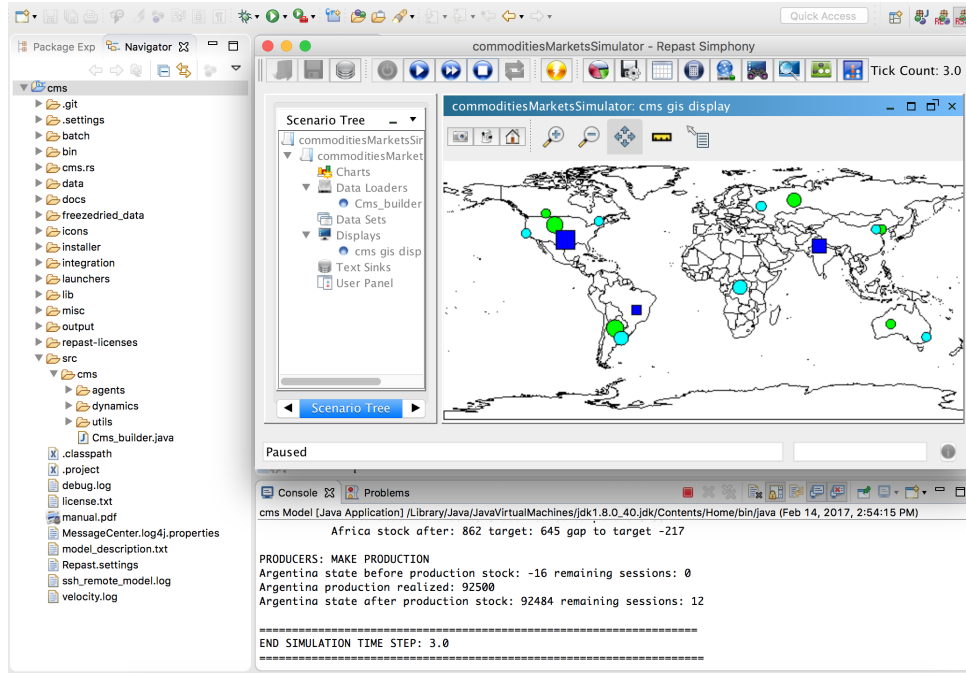 Quick Access
Package Exp
Navigator
cms
.git
.settings
batch
bin
cms.rs
data
docs
freezedried_data
icons
installer
integration
launchers
lib
misc
output
repast-licenses
src
cms
agents
dynamics
utils
Cms_builder.java
.classpath
.project
debug.log
license.txt
manual.pdf
MessageCenter.log4j.properties
model_description.txt
Repast.settings
ssh_remote_model.log
velocity.log
commoditiesMarketsSimulator - Repast Simphony
Tick Count: 3.0
Scenario Tree
commoditiesMarketsSir
commoditiesMarket
Charts
Data Loaders
Cms_builder
Data Sets
Displays
cms gis disp
Text Sinks
User Panel
Scenario Tree
commoditiesMarketsSimulator: cms gis display
Paused
Console
Problems
cms Model [Java Application] /Library/Java/JavaVirtualMachines/jdk1.8.0_40.jdk/Contents/Home/bin/java (Feb 14, 2017, 2:54:15 PM)
Africa stock after: 862 target: 645 gap to target -217
PRODUCERS: MAKE PRODUCTION
Argentina state before production stock: -16 remaining sessions: 0
Argentina production realized: 92500
Argentina state after production stock: 92484 remaining sessions: 12
===================================================================
END SIMULATION TIME STEP: 3.0
====================================================================